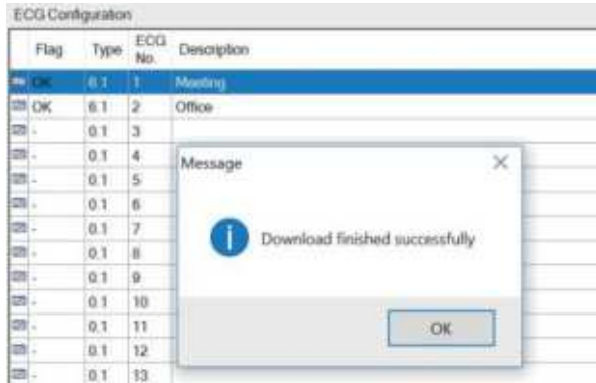 ECG Configuration
Flag Type ECG No. Description
OK 6.1 1 Meeting
OK 6.1 2 Office
- 0.1 3
- 0.1 4
- 0.1 5
- 0.1 6
- 0.1 7
- 0.1 8
- 0.1 9
- 0.1 10
- 0.1 11
- 0.1 12
- 0.1 13
Message
Download finished successfully
OK